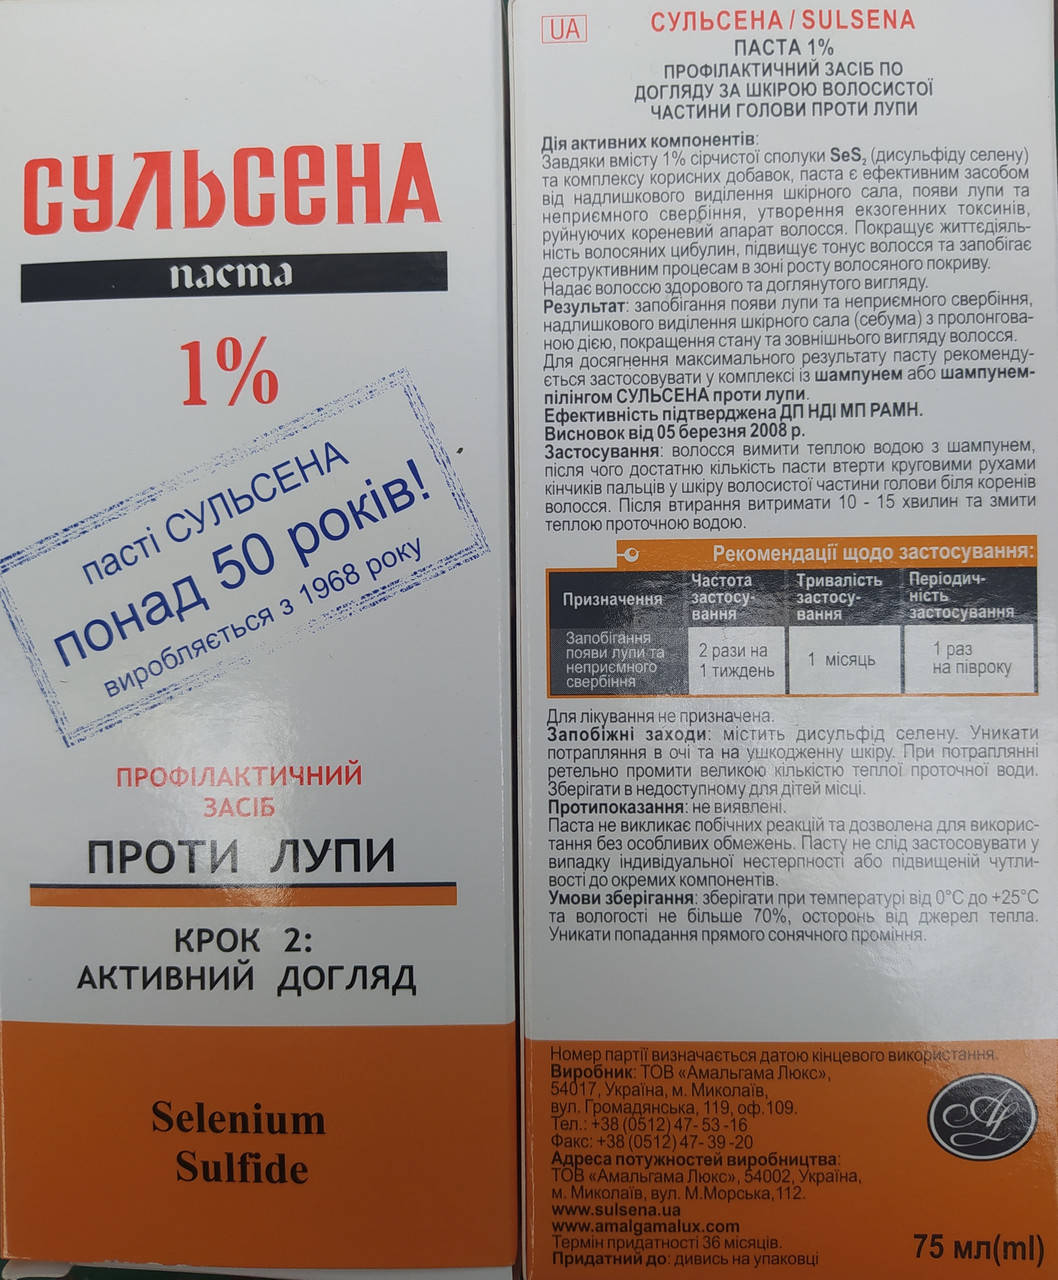 СУЛЬСЕНА
паста
1%
пасті СУЛЬСЕНА
понад 50 років!
виробляється з 1968 року
ПРОФІЛАКТИЧНИЙ
ЗАСІБ
ПРОТИ ЛУПИ
КРОК 2:
АКТИВНИЙ ДОГЛЯД
Selenium
Sulfide
UA
СУЛЬСЕНА / SULSENA
ПАСТА 1%
ПРОФІЛАКТИЧНИЙ ЗАСІБ ПО
ДОГЛЯДУ ЗА ШКІРОЮ ВОЛОСИСТОЇ
ЧАСТИНИ ГОЛОВИ ПРОТИ ЛУПИ
Дія активних компонентів:
Завдяки вмісту 1% сірчистої сполуки SeS₂ (дисульфіду селену)
та комплексу корисних добавок, паста є ефективним засобом
від надлишкового виділення шкірного сала, появи лупи та
неприємного свербіння, утворення екзогенних токсинів,
руйнуючих кореневий апарат волосся. Покращує життєдіяль-
ність волосяних цибулин, підвищує тонус волосся та запобігає
деструктивним процесам в зоні росту волосяного покриву.
Надає волоссю здорового та доглянутого вигляду.
Результат: запобігання появи лупи та неприємного свербіння,
надлишкового виділення шкірного сала (себума) з пролонгова-
ною дією, покращення стану та зовнішнього вигляду волосся.
Для досягнення максимального результату пасту рекоменду-
ється застосовувати у комплексі із шампунем або шампунем-
пілінгом СУЛЬСЕНА проти лупи.
Ефективність підтверджена ДП НДІ МП РАМН.
Висновок від 05 березня 2008 р.
Застосування: волосся вимити теплою водою з шампунем,
після чого достатню кількість пасти втерти круговими рухами
кінчиків пальців у шкіру волосистої частини голови біля коренів
волосся. Після втирання витримати 10 - 15 хвилин та змити
теплою проточною водою.
Рекомендації щодо застосування:
Призначення
Частота
застосу-
вання
Тривалість
застосу-
вання
Періодич-
ність
застосування
Запобігання
появи лупи та
неприємного
свербіння
2 рази на
1 тиждень
1 місяць
1 раз
на півроку
Для лікування не призначена.
Запобіжні заходи: містить дисульфід селену. Уникати
потрапляння в очі та на ушкодженну шкіру. При потраплянні
ретельно промити великою кількістю теплої проточної води.
Зберігати в недоступному для дітей місці.
Протипоказання: не виявлені.
Паста не викликає побічних реакцій та дозволена для викорис-
тання без особливих обмежень. Пасту не слід застосовувати у
випадку індивідуальної нестерпності або підвищеній чутли-
вості до окремих компонентів.
Умови зберігання: зберігати при температурі від 0°С до +25°С
та вологості не більше 70%, осторонь від джерел тепла.
Уникати попадання прямого сонячного проміння.
Номер партії визначається датою кінцевого використання.
Виробник: ТОВ «Амальгама Люкс»,
54017, Україна, м. Миколаїв,
вул. Громадянська, 119, оф.109.
Тел.: +38 (0512) 47- 53 -16
Факс: +38 (0512) 47- 39 -20
Адреса потужностей виробництва:
ТОВ «Амальгама Люкс», 54002, Україна,
м. Миколаїв, вул. М.Морська,112.
www.sulsena.ua
www.amalgamalux.com
Термін придатності 36 місяців.
Придатний до: дивись на упаковці
AL
75 мл(ml)